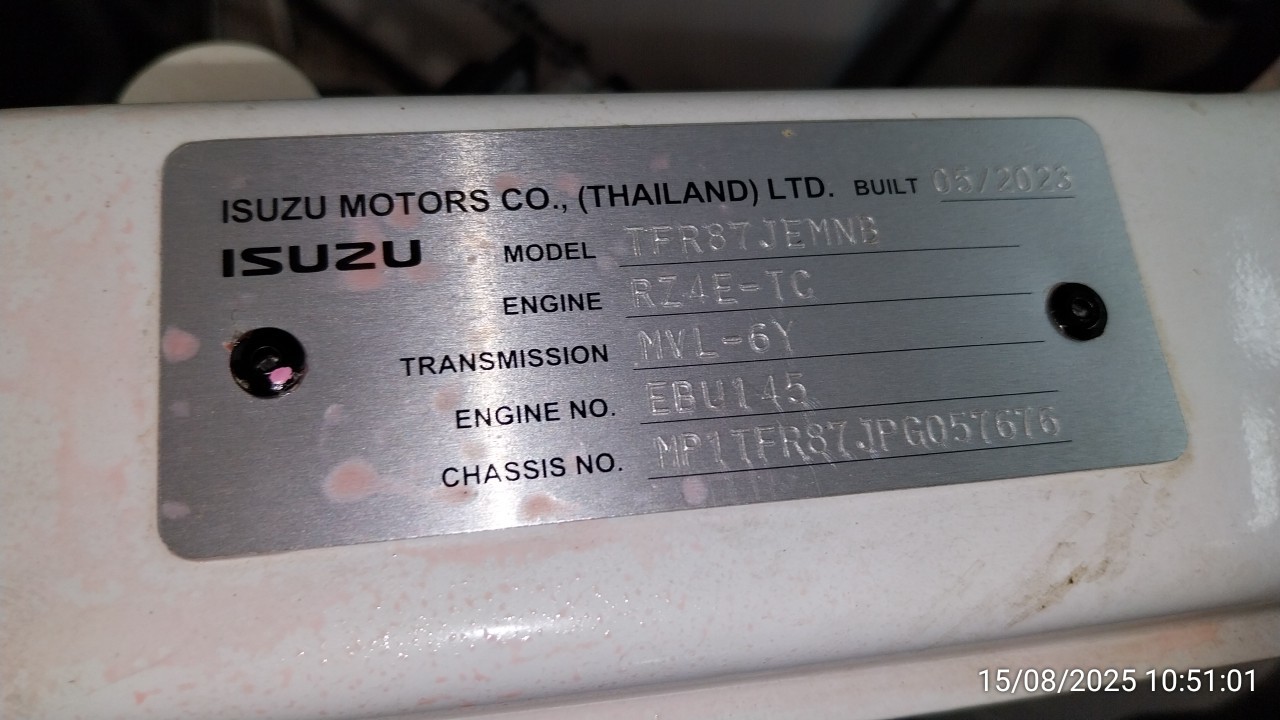 ISUZU MOTORS CO., (THAILAND) LTD. BUILT 05/2023
ISUZU
MODEL TFR87JEMNB
ENGINE RZ4E-TC
TRANSMISSION MVL-6Y
ENGINE NO. EBU145
CHASSIS NO. MP1TFR87JPG057676
15/08/2025 10:51:01